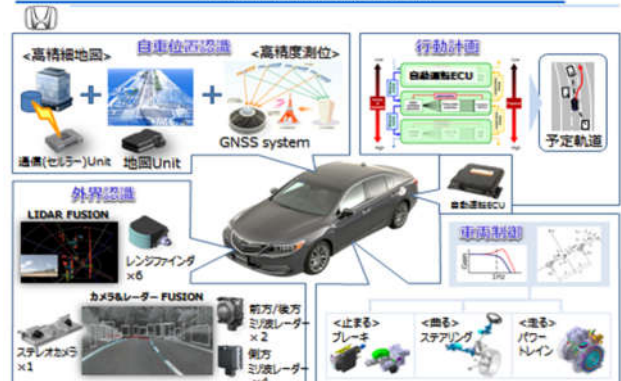 自車位置認識
<高精細地図>
<高精度測位>
通信(セルラー)Unit
地図Unit
GNSS system
行動計画
自動運転ECU
予定軌道
自動運転ECU
外界認識
LIDAR FUSION
レンジファインダ
×6
カメラ&レーダー FUSION
ステレオカメラ
×1
前方/後方
ミリ波レーダー
×2
側方
ミリ波レーダー
車両制御
Gain
<止まる>
ブレーキ
<曲る>
ステアリング
<走る>
パワー
トレイン